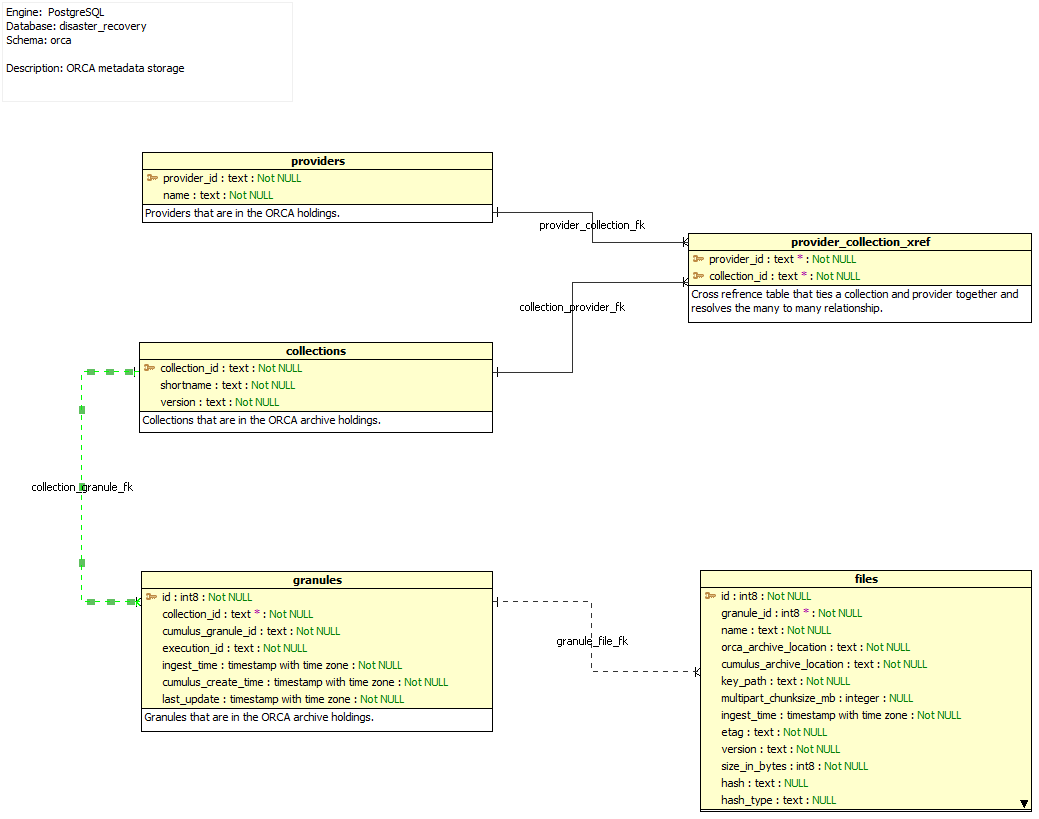 Engine:  PostgreSQL
Database: disaster_recovery
Schema: orca
Description: ORCA metadata storage
providers
provider_id : text : Not NULL
name : text : Not NULL
Providers that are in the ORCA holdings.
provider_collection_fk
provider_collection_xref
provider_id : text * : Not NULL
collection_id : text * : Not NULL
Cross refrence table that ties a collection and provider together and
resolves the many to many relationship.
collection_provider_fk
collections
collection_id : text : Not NULL
shortname : text : Not NULL
version : text : Not NULL
Collections that are in the ORCA archive holdings.
collection_granule_fk
granules
id : int8 : Not NULL
collection_id : text * : Not NULL
cumulus_granule_id : text : Not NULL
execution_id : text : Not NULL
ingest_time : timestamp with time zone : Not NULL
cumulus_create_time : timestamp with time zone : Not NULL
last_update : timestamp with time zone : Not NULL
Granules that are in the ORCA archive holdings.
granule_file_fk
files
id : int8 : Not NULL
granule_id : int8 * : Not NULL
name : text : Not NULL
orca_archive_location : text : Not NULL
cumulus_archive_location : text : Not NULL
key_path : text : Not NULL
multipart_chunksize_mb : integer : NULL
ingest_time : timestamp with time zone : Not NULL
etag : text : Not NULL
version : text : Not NULL
size_in_bytes : int8 : Not NULL
hash : text : NULL
hash_type : text : NULL